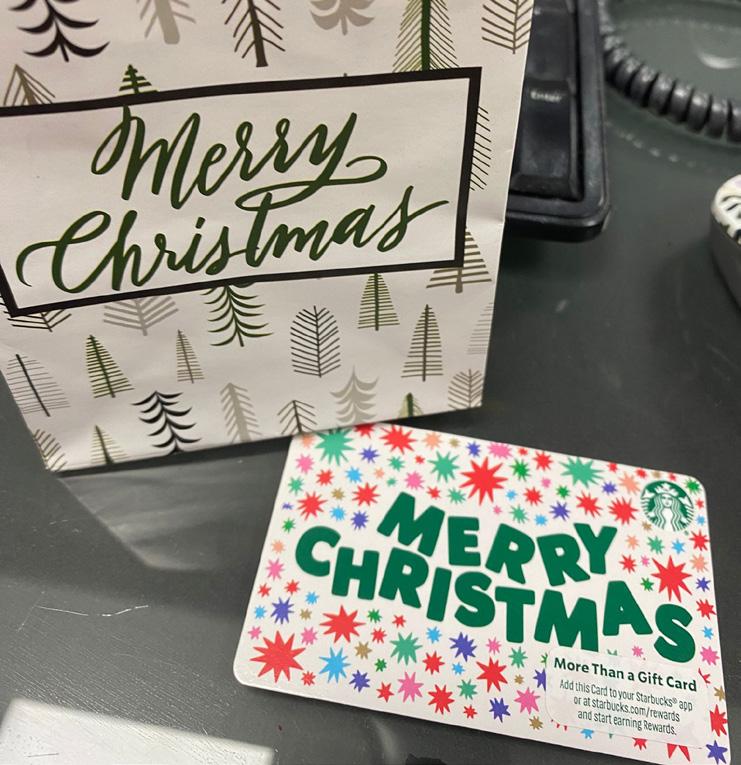 Merry
Christmas
Enter
MERRY
CHRISTMAS
More Than a Gift Card
Add this Card to your Starbucks® app
or at starbucks.com/rewards
and start earning Rewards.